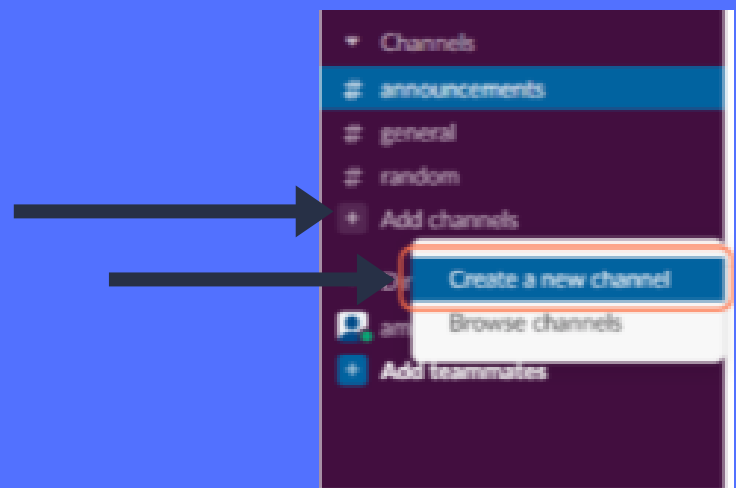 Channels
# announcements
# general
# random
+ Add channels
Create a new channel
Browse channels
+ Add teammates